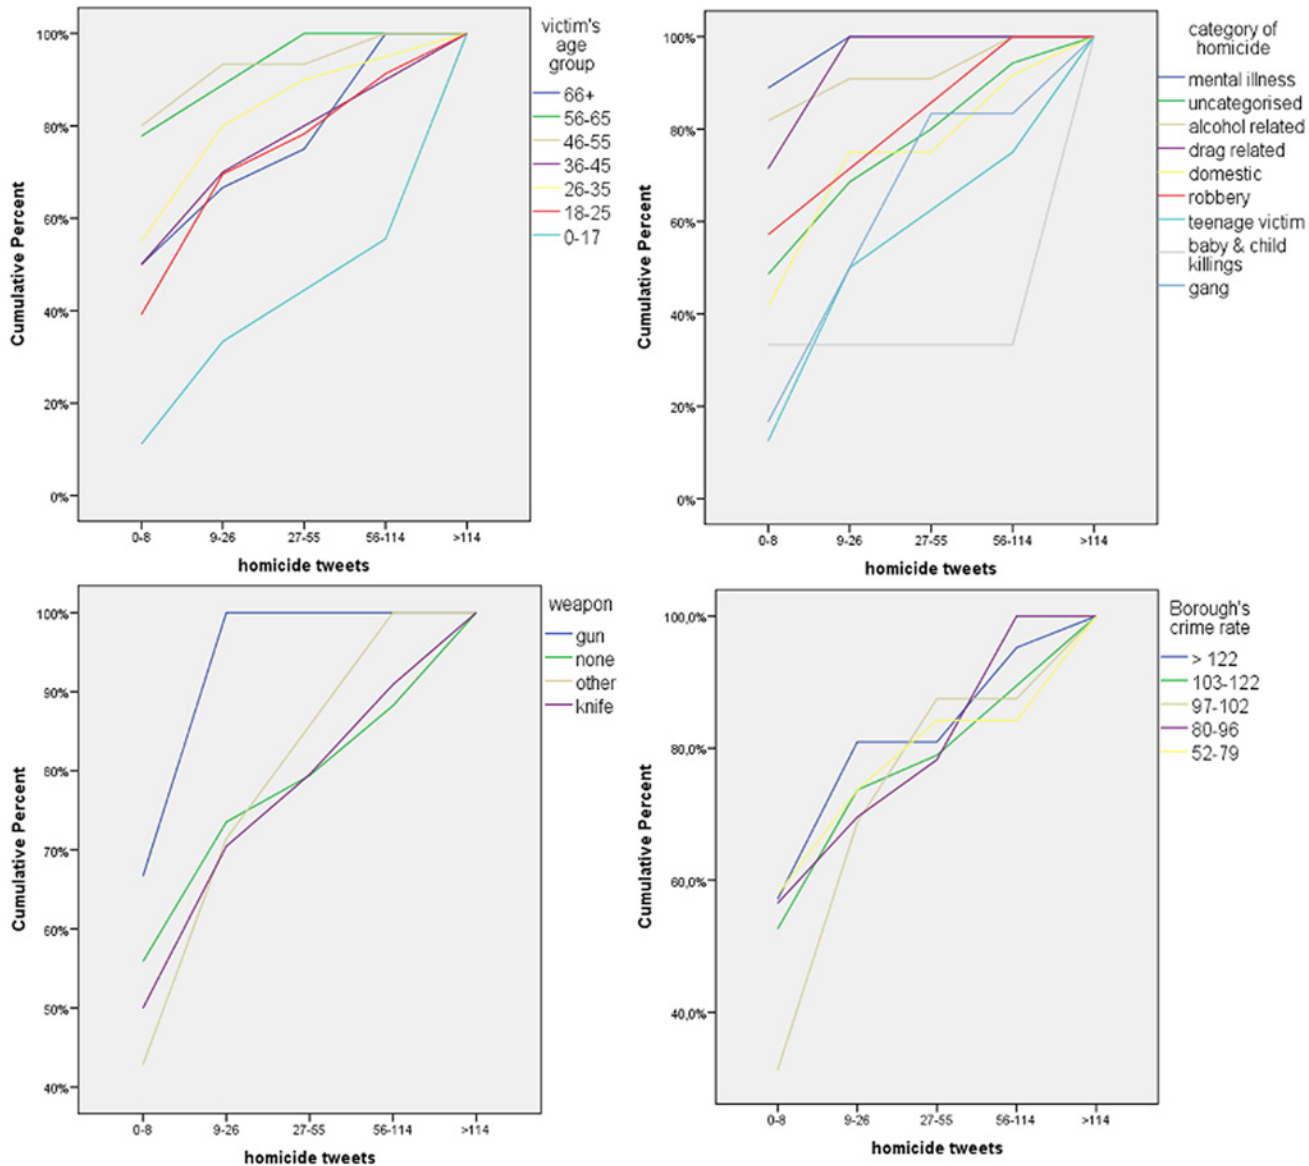 victim's
age
group
66+
56-65
46-55
36-45
26-35
18-25
0-17
100%
80%
60%
40%
20%
0%
Cumulative Percent
0-8 9-26 27-55 56-114 >114
homicide tweets
category of
homicide
mental illness
uncategorised
alcohol related
drag related
domestic
robbery
teenage victim
baby & child
killings
gang
100%
80%
60%
40%
20%
0%
Cumulative Percent
0-8 9-26 27-55 56-114 >114
homicide tweets
weapon
gun
none
other
knife
100%
90%
80%
70%
60%
50%
40%
Cumulative Percent
0-8 9-26 27-55 56-114 >114
homicide tweets
Borough's
crime rate
> 122
103-122
97-102
80-96
52-79
100,0%
80,0%
60,0%
40,0%
Cumulative Percent
0-8 9-26 27-55 56-114 >114
homicide tweets